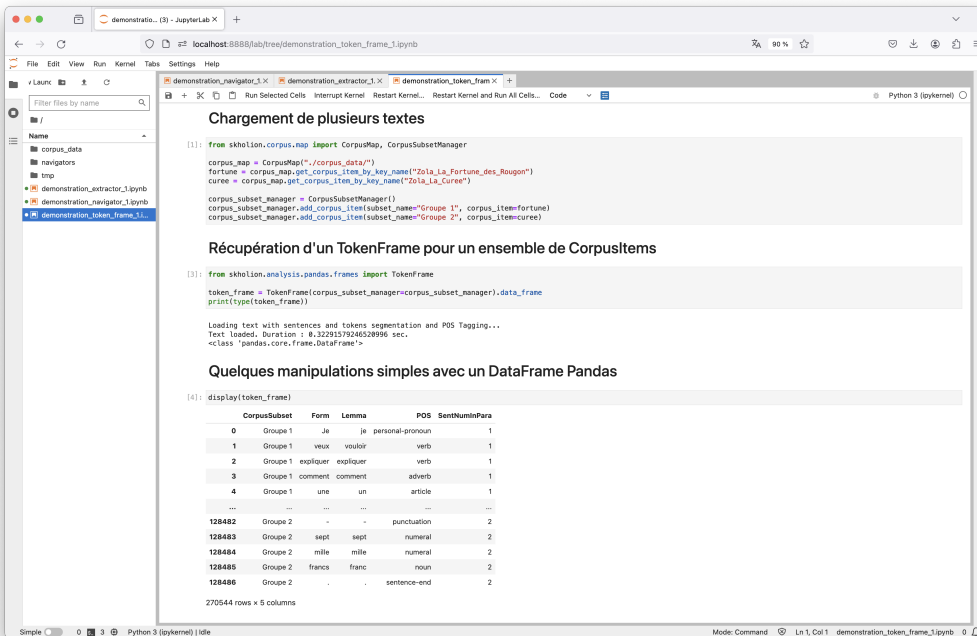 demonstratio... (3) - JupyterLab
localhost:8888/lab/tree/demonstration_token_frame_1.ipynb
90 %
File Edit View Run Kernel Tabs Settings Help
Launc
demonstration_navigator_1.
demonstration_extractor_1.
demonstration_token_fram
Filter files by name
Run Selected Cells Interrupt Kernel Restart Kernel... Restart Kernel and Run All Cells... Code
Python 3 (ipykernel)
/
Name
corpus_data
navigators
tmp
demonstration_extractor_1.ipynb
demonstration_navigator_1.ipynb
demonstration_token_frame_1.i...
Chargement de plusieurs textes
[1]: from skholion.corpus.map import CorpusMap, CorpusSubsetManager
corpus_map = CorpusMap("./corpus_data/")
fortune = corpus_map.get_corpus_item_by_key_name("Zola_La_Fortune_des_Rougon")
curee = corpus_map.get_corpus_item_by_key_name("Zola_La_Curee")
corpus_subset_manager = CorpusSubsetManager()
corpus_subset_manager.add_corpus_item(subset_name="Groupe 1", corpus_item=fortune)
corpus_subset_manager.add_corpus_item(subset_name="Groupe 2", corpus_item=curee)
Récupération d'un TokenFrame pour un ensemble de CorpusItems
[3]: from skholion.analysis.pandas.frames import TokenFrame
token_frame = TokenFrame(corpus_subset_manager=corpus_subset_manager).data_frame
print(type(token_frame))
Loading text with sentences and tokens segmentation and POS Tagging...
Text loaded. Duration : 0.32291579246520996 sec.
<class 'pandas.core.frame.DataFrame'>
Quelques manipulations simples avec un DataFrame Pandas
[4]: display(token_frame)
CorpusSubset Form Lemma POS SentNumInPara
0 Groupe 1 Je je personal-pronoun 1
1 Groupe 1 veux vouloir verb 1
2 Groupe 1 expliquer expliquer verb 1
3 Groupe 1 comment comment adverb 1
4 Groupe 1 une un article 1
... ... ... ... ... ...
128482 Groupe 2 - - punctuation 2
128483 Groupe 2 sept sept numeral 2
128484 Groupe 2 mille mille numeral 2
128485 Groupe 2 francs franc noun 2
128486 Groupe 2 . . sentence-end 2
270544 rows × 5 columns
Simple 0 3 Python 3 (ipykernel) | Idle
Mode: Command Ln 1, Col 1 demonstration_token_frame_1.ipynb 0